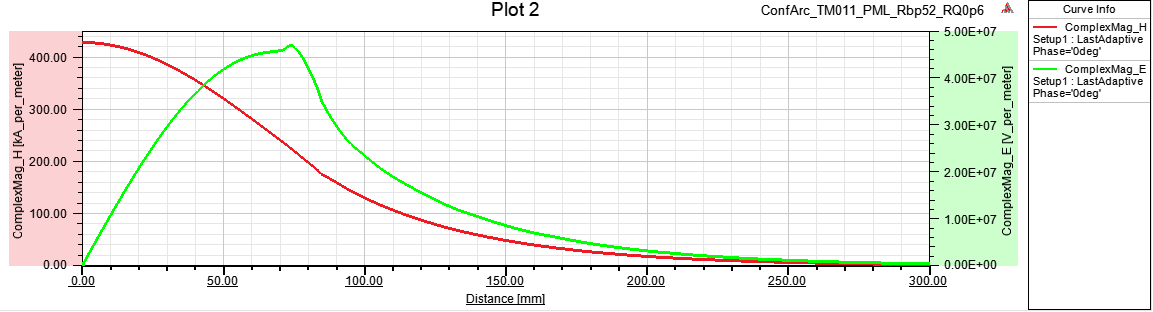 Plot 2
ConfArc_TM011_PML_Rbp52_RQ0p6
Curve Info
ComplexMag_H
Setup1 : LastAdaptive
Phase='0deg'
ComplexMag_E
Setup1 : LastAdaptive
Phase='0deg'
ComplexMag_H [kA_per_meter]
400.00
300.00
200.00
100.00
0.00
5.00E+07
4.00E+07
3.00E+07
2.00E+07
1.00E+07
0.00E+00
ComplexMag_E [V_per_meter]
0.00 50.00 100.00 150.00 200.00 250.00 300.00
Distance [mm]